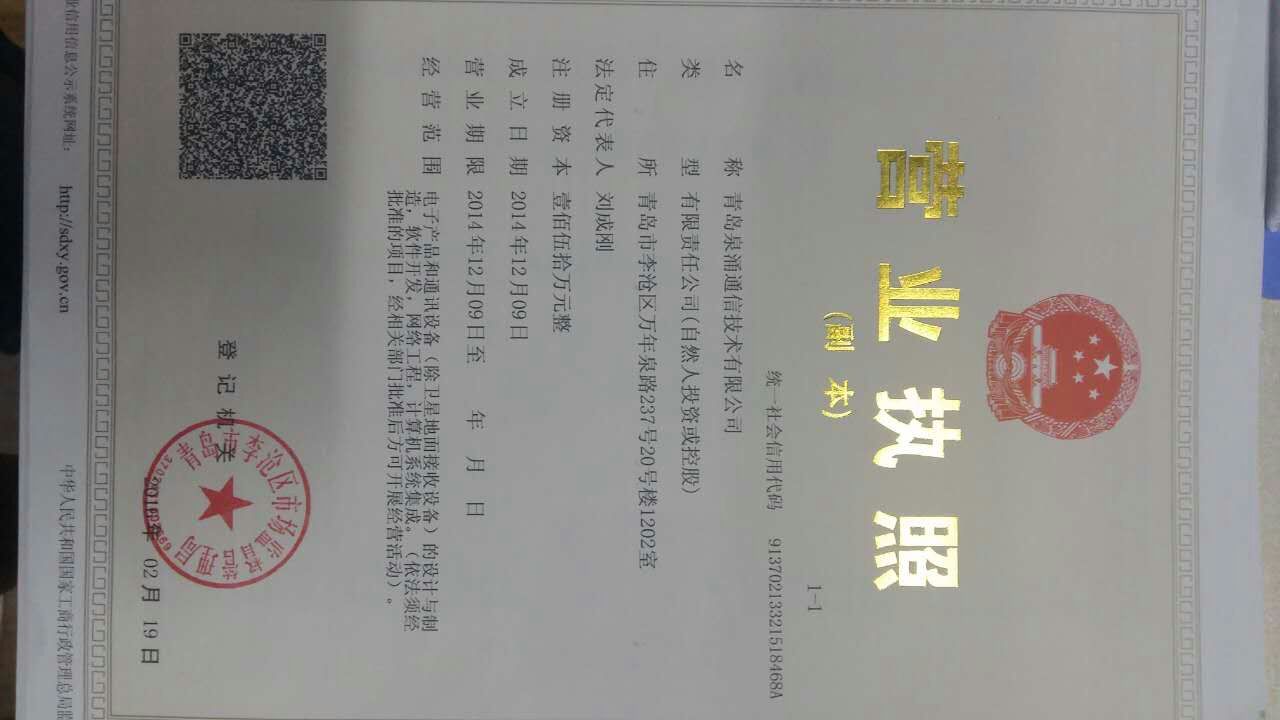 营业执照
(副 本)
1-1
统一社会信用代码 91370213321518468A
名 称 青岛泉涌通信技术有限公司
类 型 有限责任公司(自然人投资或控股)
住 所 青岛市李沧区万年泉路237号20号楼1202室
法定代表人 刘成刚
注册资本 壹佰伍拾万元整
成立日期 2014年12月09日
营业期限 2014年12月09日至 年 月 日
经营范围 电子产品和通讯设备（除卫星地面接收设备）的设计与制
造，软件开发，网络工程，计算机系统集成。（依法须经
批准的项目，经相关部门批准后方可开展经营活动）。
登记机关
青岛市李沧区市场监督管理局
2016年 02月 19日
业信用信息公示系统网址： http://sdxy.gov.cn
中华人民共和国国家工商行政管理总局监